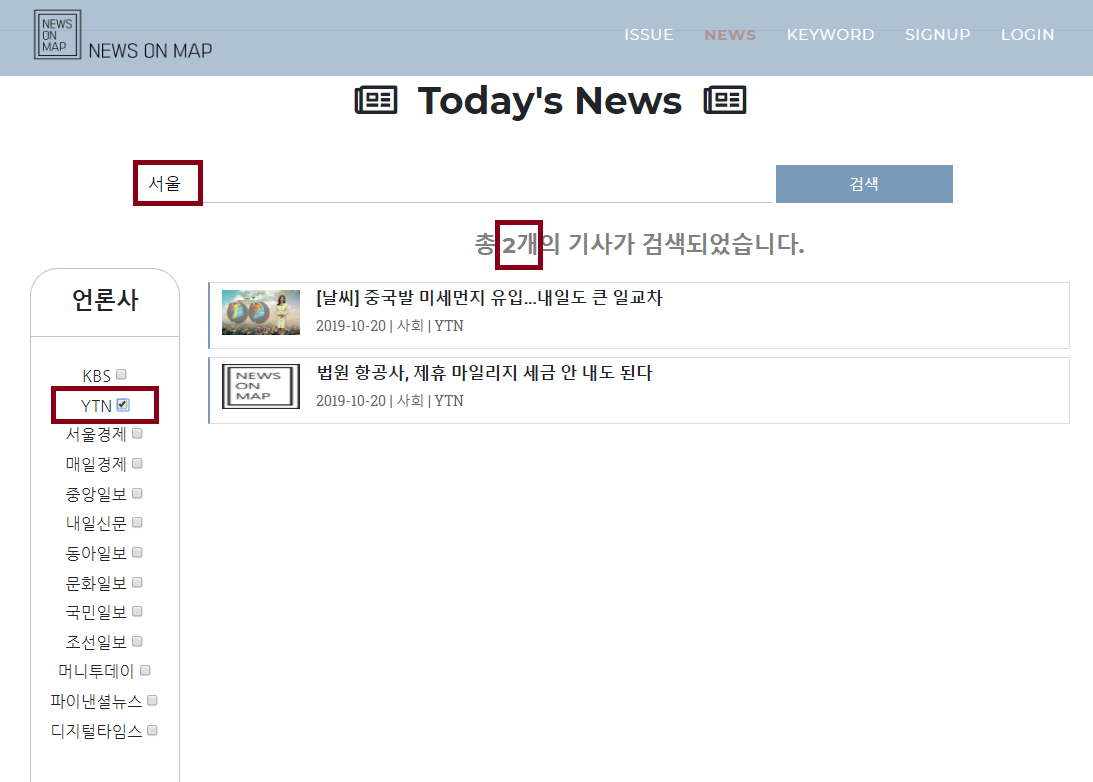 NEWS
ON
MAP
NEWS ON MAP
ISSUE NEWS KEYWORD SIGNUP LOGIN
Today's News
서울 검색
총 2개의 기사가 검색되었습니다.
언론사
KBS
YTN
서울경제
매일경제
중앙일보
내일신문
동아일보
문화일보
국민일보
조선일보
머니투데이
파이낸셜뉴스
디지털타임스
[날씨] 중국발 미세먼지 유입...내일도 큰 일교차
2019-10-20 | 사회 | YTN
NEWS
ON
MAP
법원 항공사, 제휴 마일리지 세금 안 내도 된다
2019-10-20 | 사회 | YTN